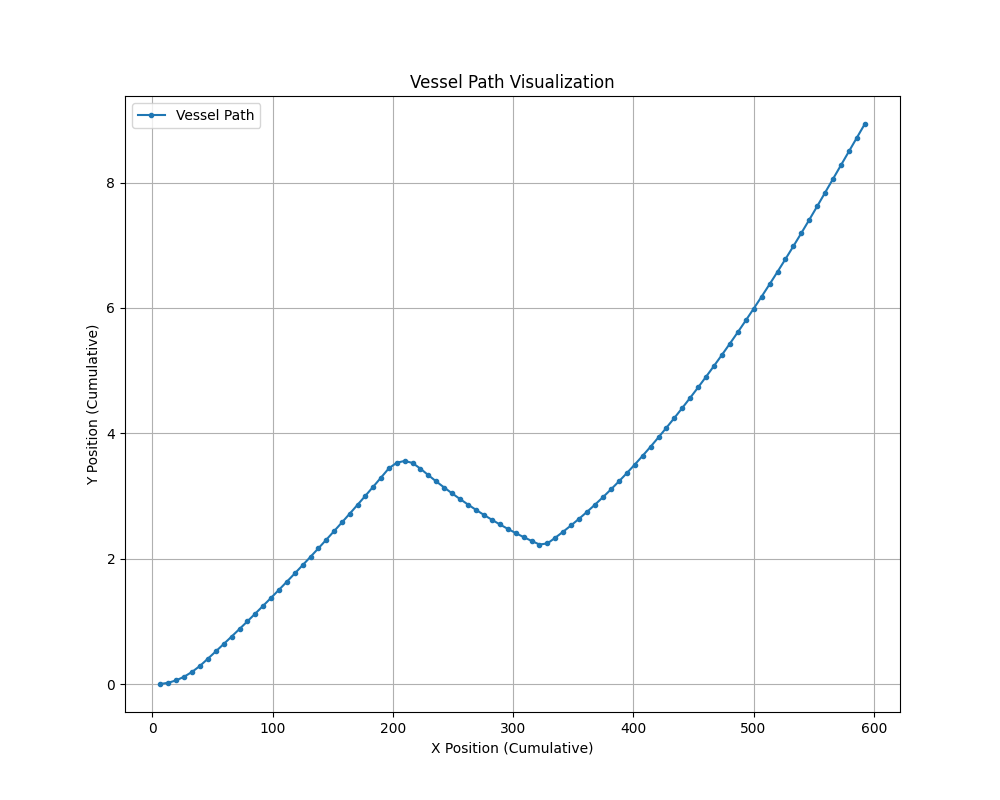 Vessel Path Visualization
Vessel Path
Y Position (Cumulative)
8
6
4
2
0
0 100 200 300 400 500 600
X Position (Cumulative)